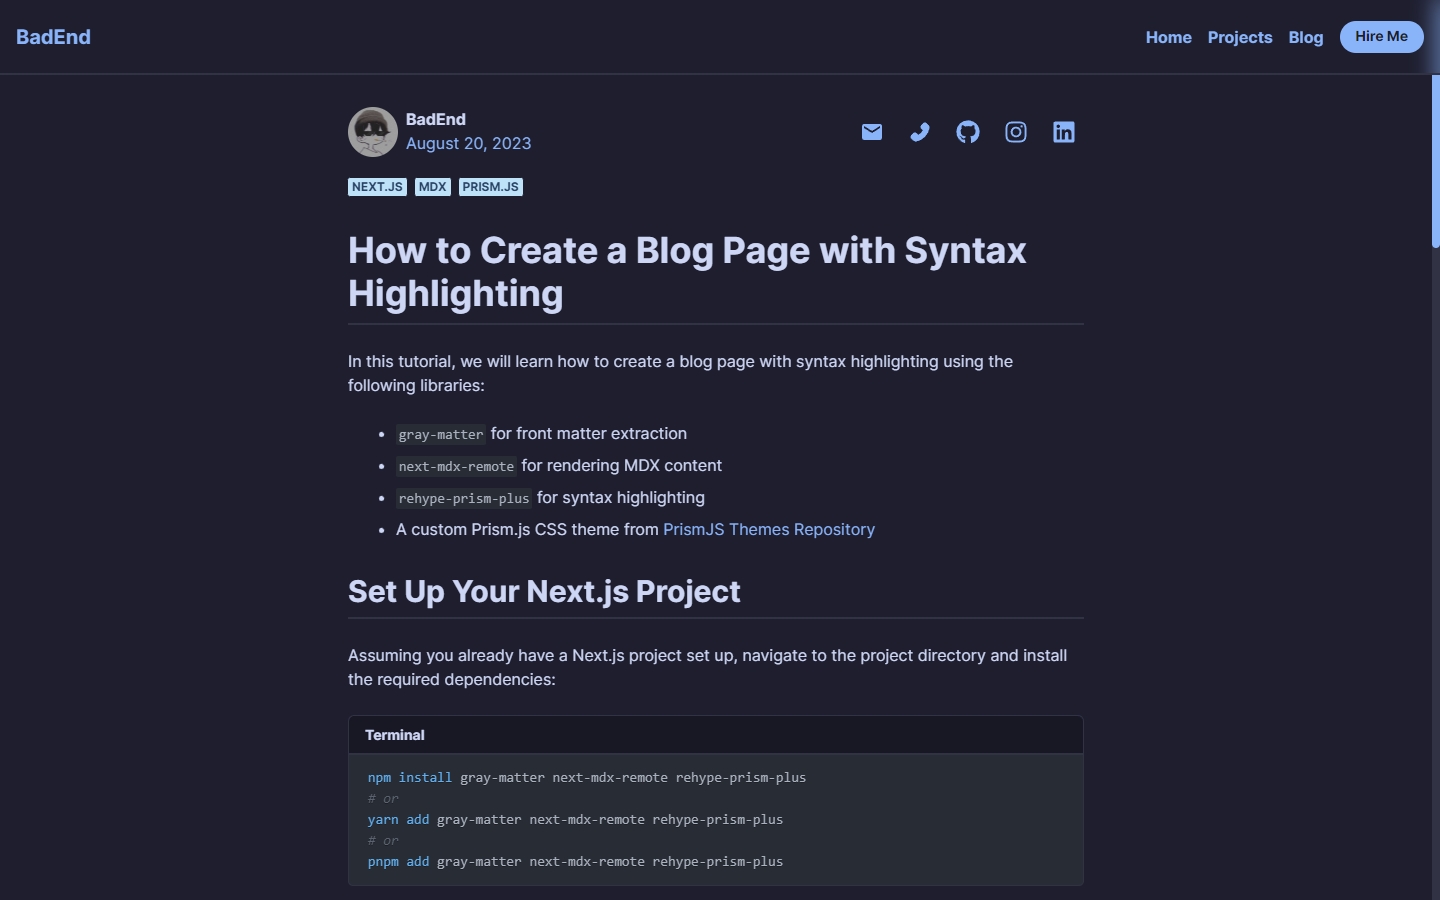 BadEnd
Home Projects Blog Hire Me
BadEnd
August 20, 2023
NEXT.JS MDX PRISM.JS
How to Create a Blog Page with Syntax
Highlighting
In this tutorial, we will learn how to create a blog page with syntax highlighting using the
following libraries:
• gray-matter for front matter extraction
• next-mdx-remote for rendering MDX content
• rehype-prism-plus for syntax highlighting
• A custom Prism.js CSS theme from PrismJS Themes Repository
Set Up Your Next.js Project
Assuming you already have a Next.js project set up, navigate to the project directory and install
the required dependencies:
Terminal
npm install gray-matter next-mdx-remote rehype-prism-plus
# or
yarn add gray-matter next-mdx-remote rehype-prism-plus
# or
pnpm add gray-matter next-mdx-remote rehype-prism-plus